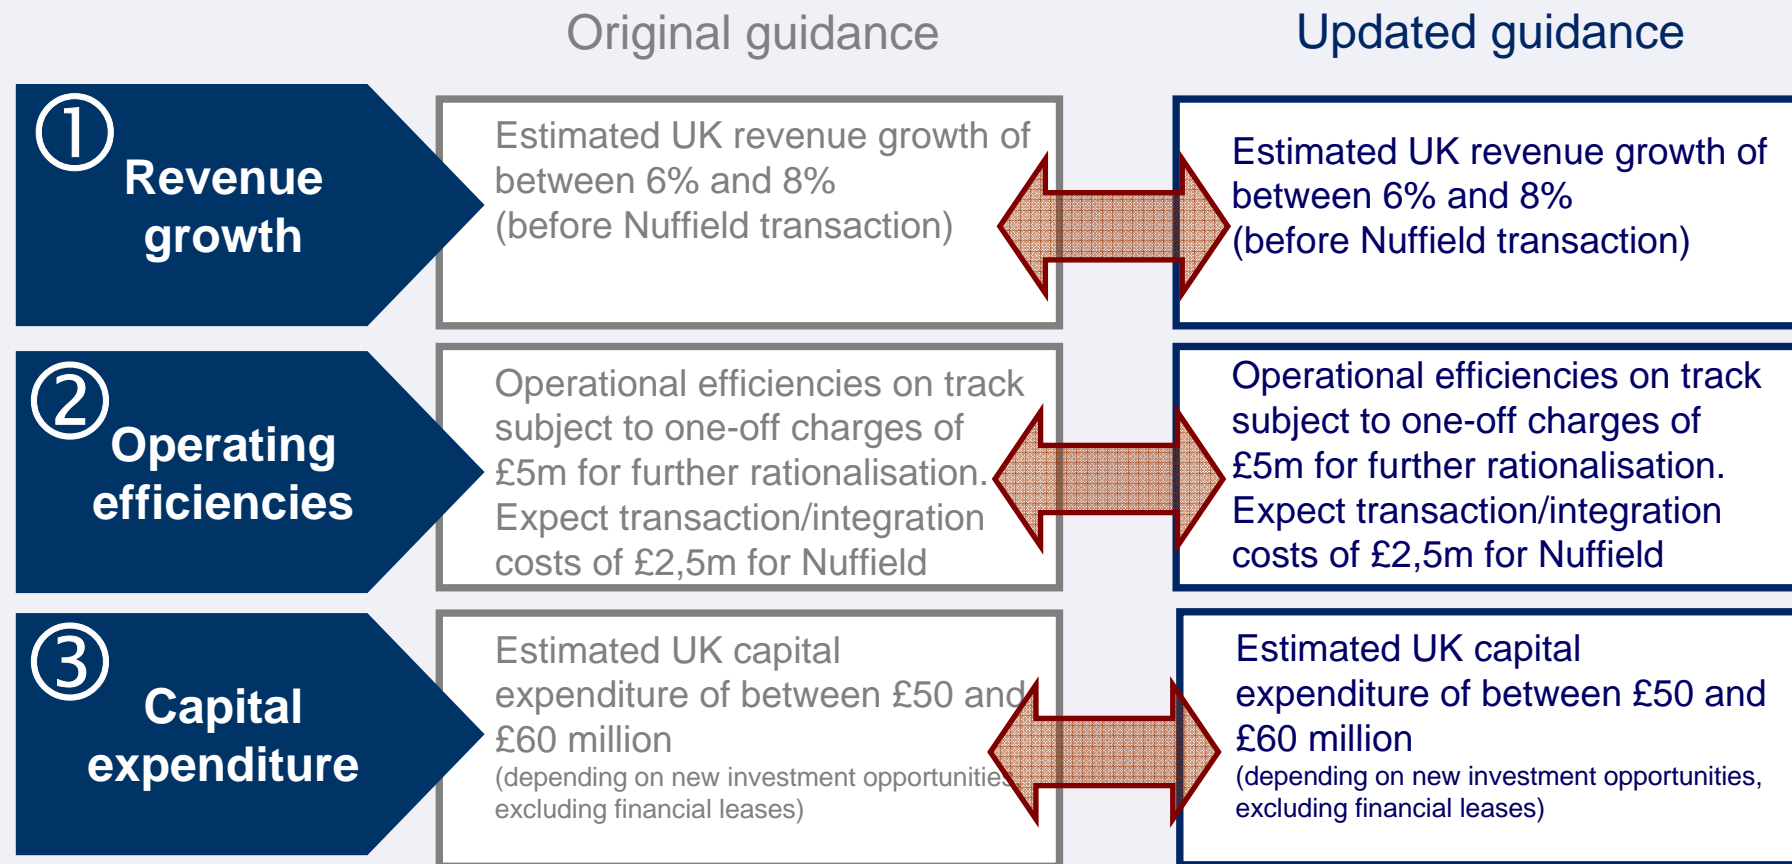 Original guidance
Updated guidance
①
Revenue
growth
Estimated UK revenue growth of
between 6% and 8%
(before Nuffield transaction)
Estimated UK revenue growth of
between 6% and 8%
(before Nuffield transaction)
②
Operating
efficiencies
Operational efficiencies on track
subject to one-off charges of
£5m for further rationalisation.
Expect transaction/integration
costs of £2,5m for Nuffield
Operational efficiencies on track
subject to one-off charges of
£5m for further rationalisation.
Expect transaction/integration
costs of £2,5m for Nuffield
③
Capital
expenditure
Estimated UK capital
expenditure of between £50 and
£60 million
(depending on new investment opportunities,
excluding financial leases)
Estimated UK capital
expenditure of between £50 and
£60 million
(depending on new investment opportunities,
excluding financial leases)